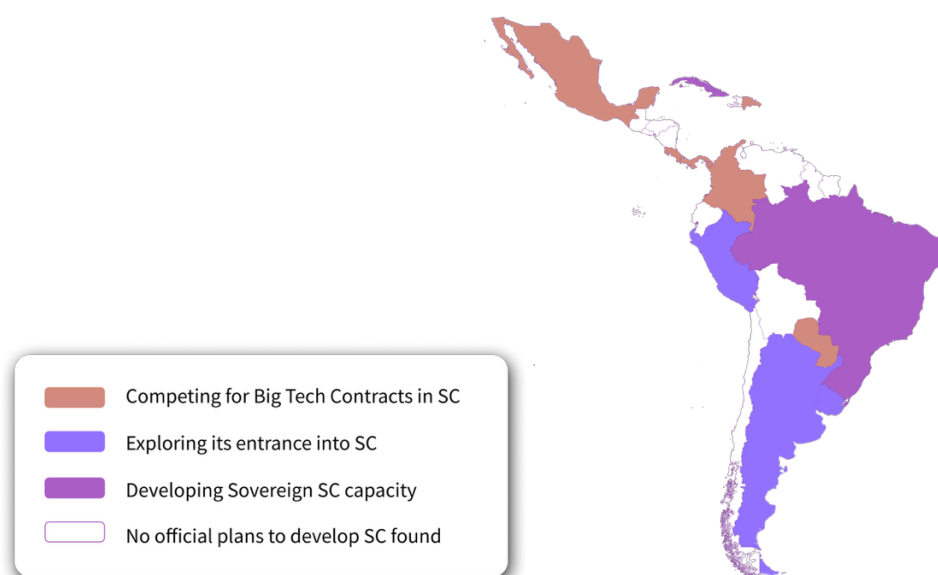 Competing for Big Tech Contracts in SC
Exploring its entrance into SC
Developing Sovereign SC capacity
No official plans to develop SC found